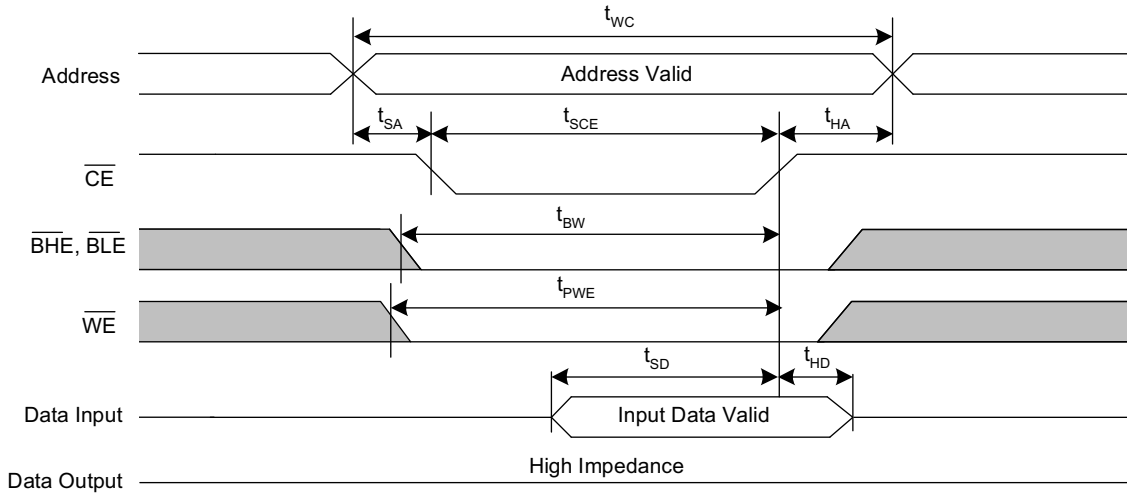 tWC
Address
Address Valid
tSA
tSCE
tHA
CE
tBW
BHE, BLE
tPWE
WE
tSD
tHD
Data Input
Input Data Valid
High Impedance
Data Output